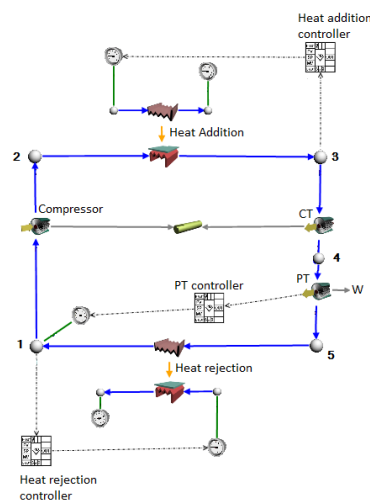 Heat addition
controller
Heat Addition
2
3
Compressor
CT
4
PT controller
PT
W
1
5
Heat rejection
Heat rejection
controller